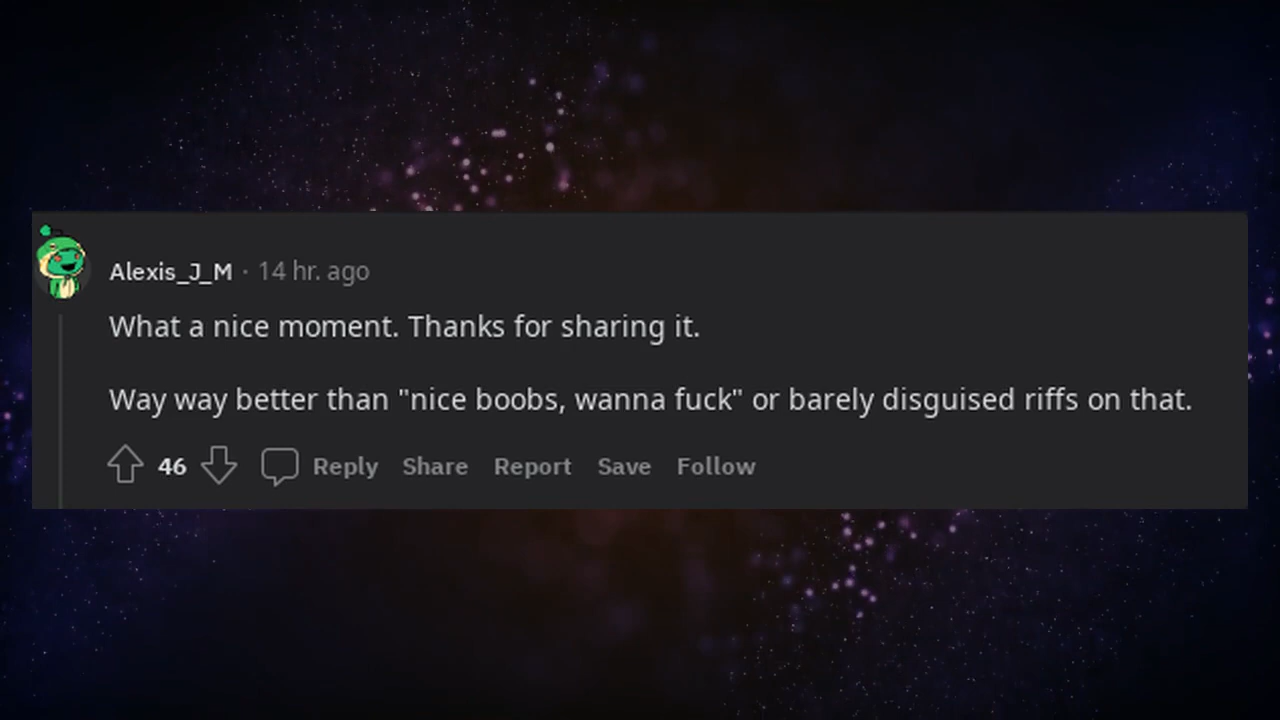 Alexis_J_M · 14 hr. ago
What a nice moment. Thanks for sharing it.
Way way better than "nice boobs, wanna fuck" or barely disguised riffs on that.
46 Reply Share Report Save Follow